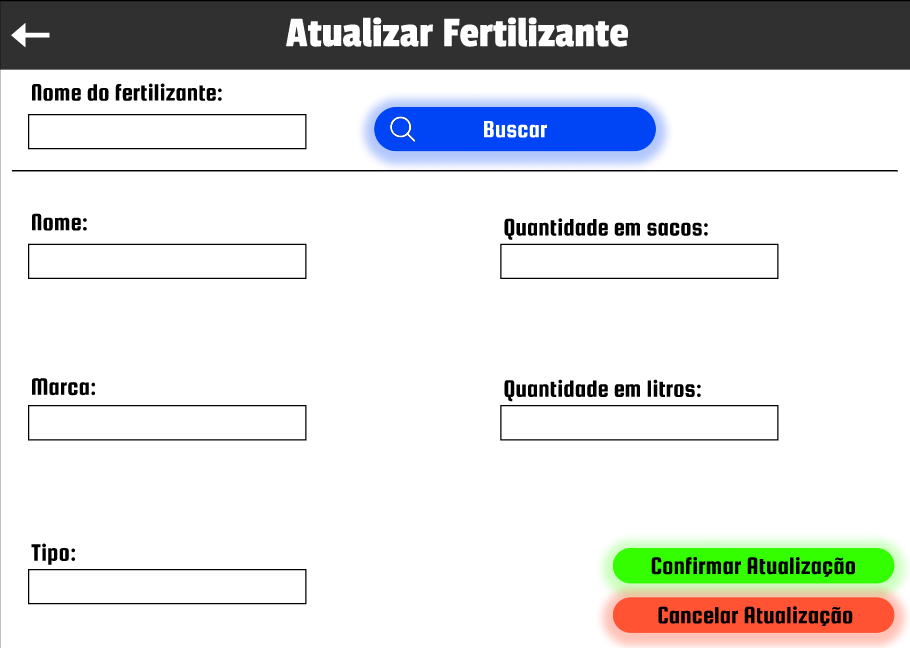 Atualizar Fertilizante
Nome do fertilizante:
Buscar
Nome:
Quantidade em sacos:
Marca:
Quantidade em litros:
Tipo:
Confirmar Atualização
Cancelar Atualização